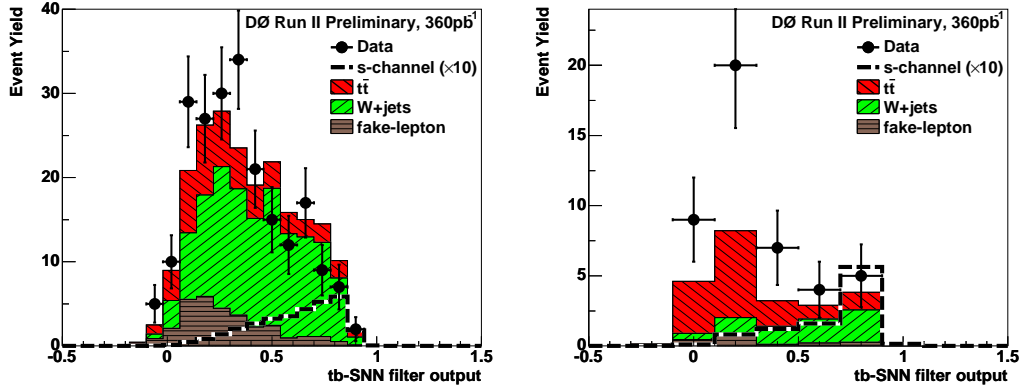 DØ Run II Preliminary, 360pb⁻¹
Event Yield
40
30
20
10
0
Data
s-channel (×10)
tt̄
W+jets
fake-lepton
-0.5
0
0.5
1
1.5
tb-SNN filter output
DØ Run II Preliminary, 360pb⁻¹
Event Yield
20
15
10
5
0
Data
s-channel (×10)
tt̄
W+jets
fake-lepton
-0.5
0
0.5
1
1.5
tb-SNN filter output